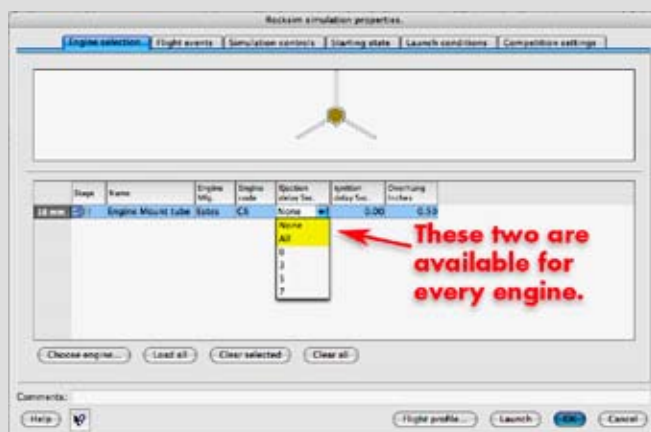 Rocksim simulation properties.
Engine selection Flight events Simulation controls Starting state Launch conditions Competition settings
Stage Name Engine Mfg. Engine code Ejection delay Sec. Ignition delay Sec. Overhang Inches
18 mm Engine Mount tube Estes C6 None 0.00 0.50
None
All
0
3
5
7
These two are
available for
every engine.
Choose engine... Load all Clear selected Clear all
Comments:
Help Flight profile... Launch OK Cancel